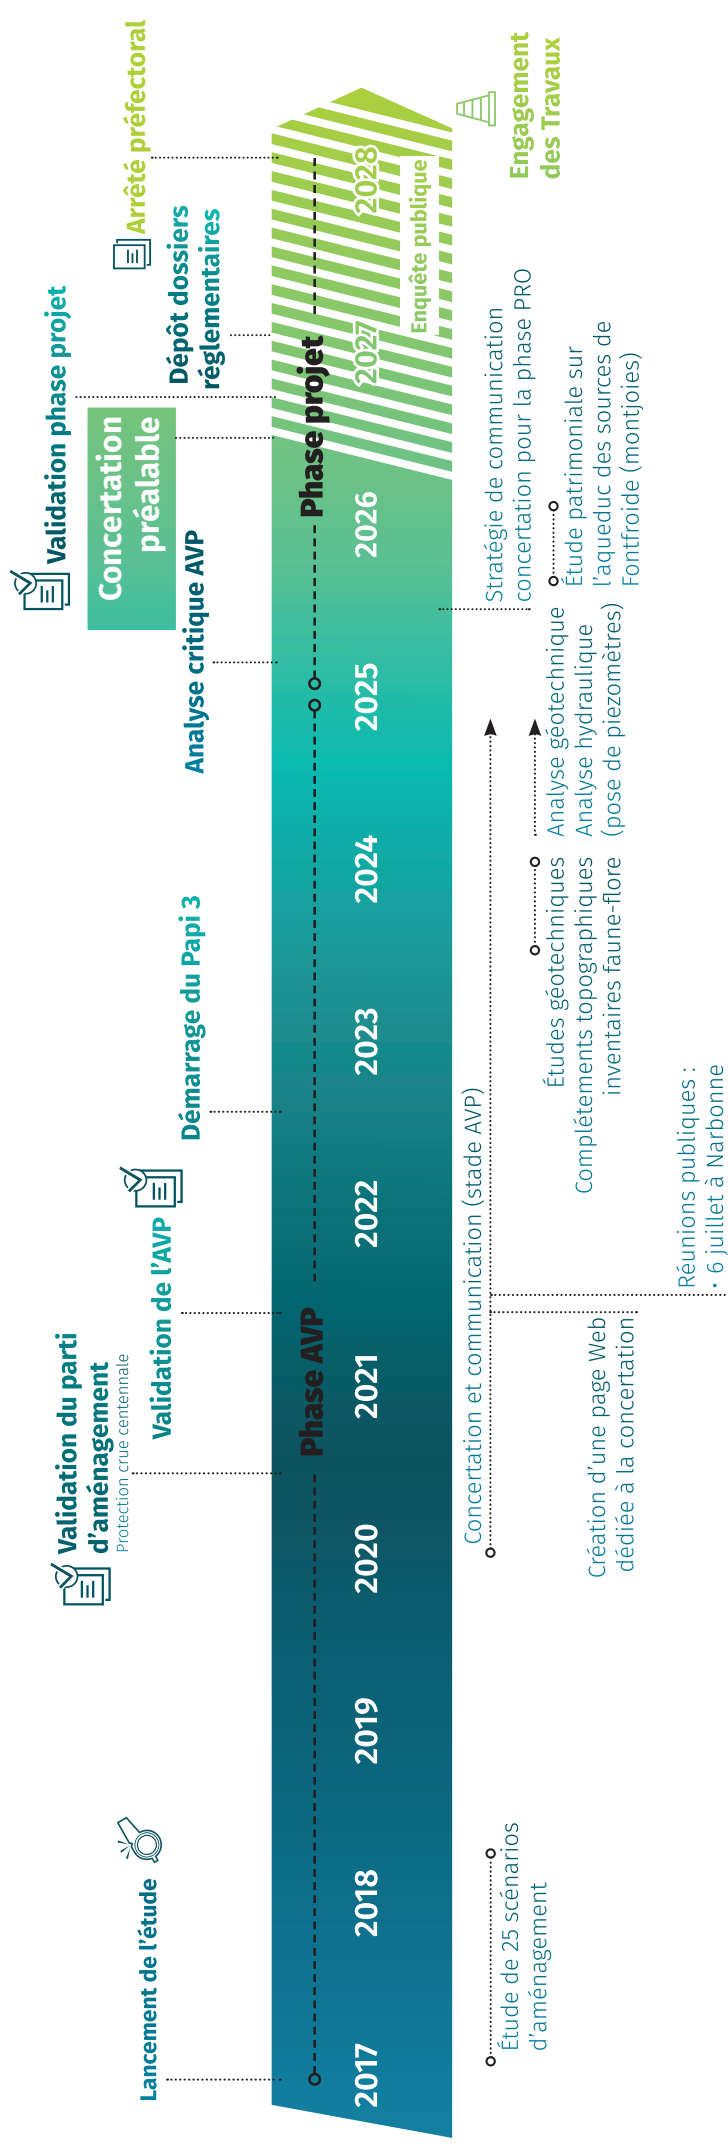 Lancement de l'étude
Validation du parti
d'aménagement
Protection crue centennale
Validation de l'AVP
Démarrage du Papi 3
Analyse critique AVP
Concertation
préalable
Validation phase projet
Dépôt dossiers
réglementaires
Arrêté préfectoral
Phase AVP
Phase projet
2017
2018
2019
2020
2021
2022
2023
2024
2025
2026
2027
2028
Enquête publique
Engagement
des Travaux
Étude de 25 scénarios
d'aménagement
Concertation et communication (stade AVP)
Création d'une page Web
dédiée à la concertation
Réunions publiques :
• 6 juillet à Narbonne
Études géotechniques
Complétements topographiques
inventaires faune-flore
Analyse géotechnique
Analyse hydraulique
(pose de piezomètres)
Stratégie de communication
concertation pour la phase PRO
Étude patrimoniale sur
l'aqueduc des sources de
Fontfroide (montjoies)